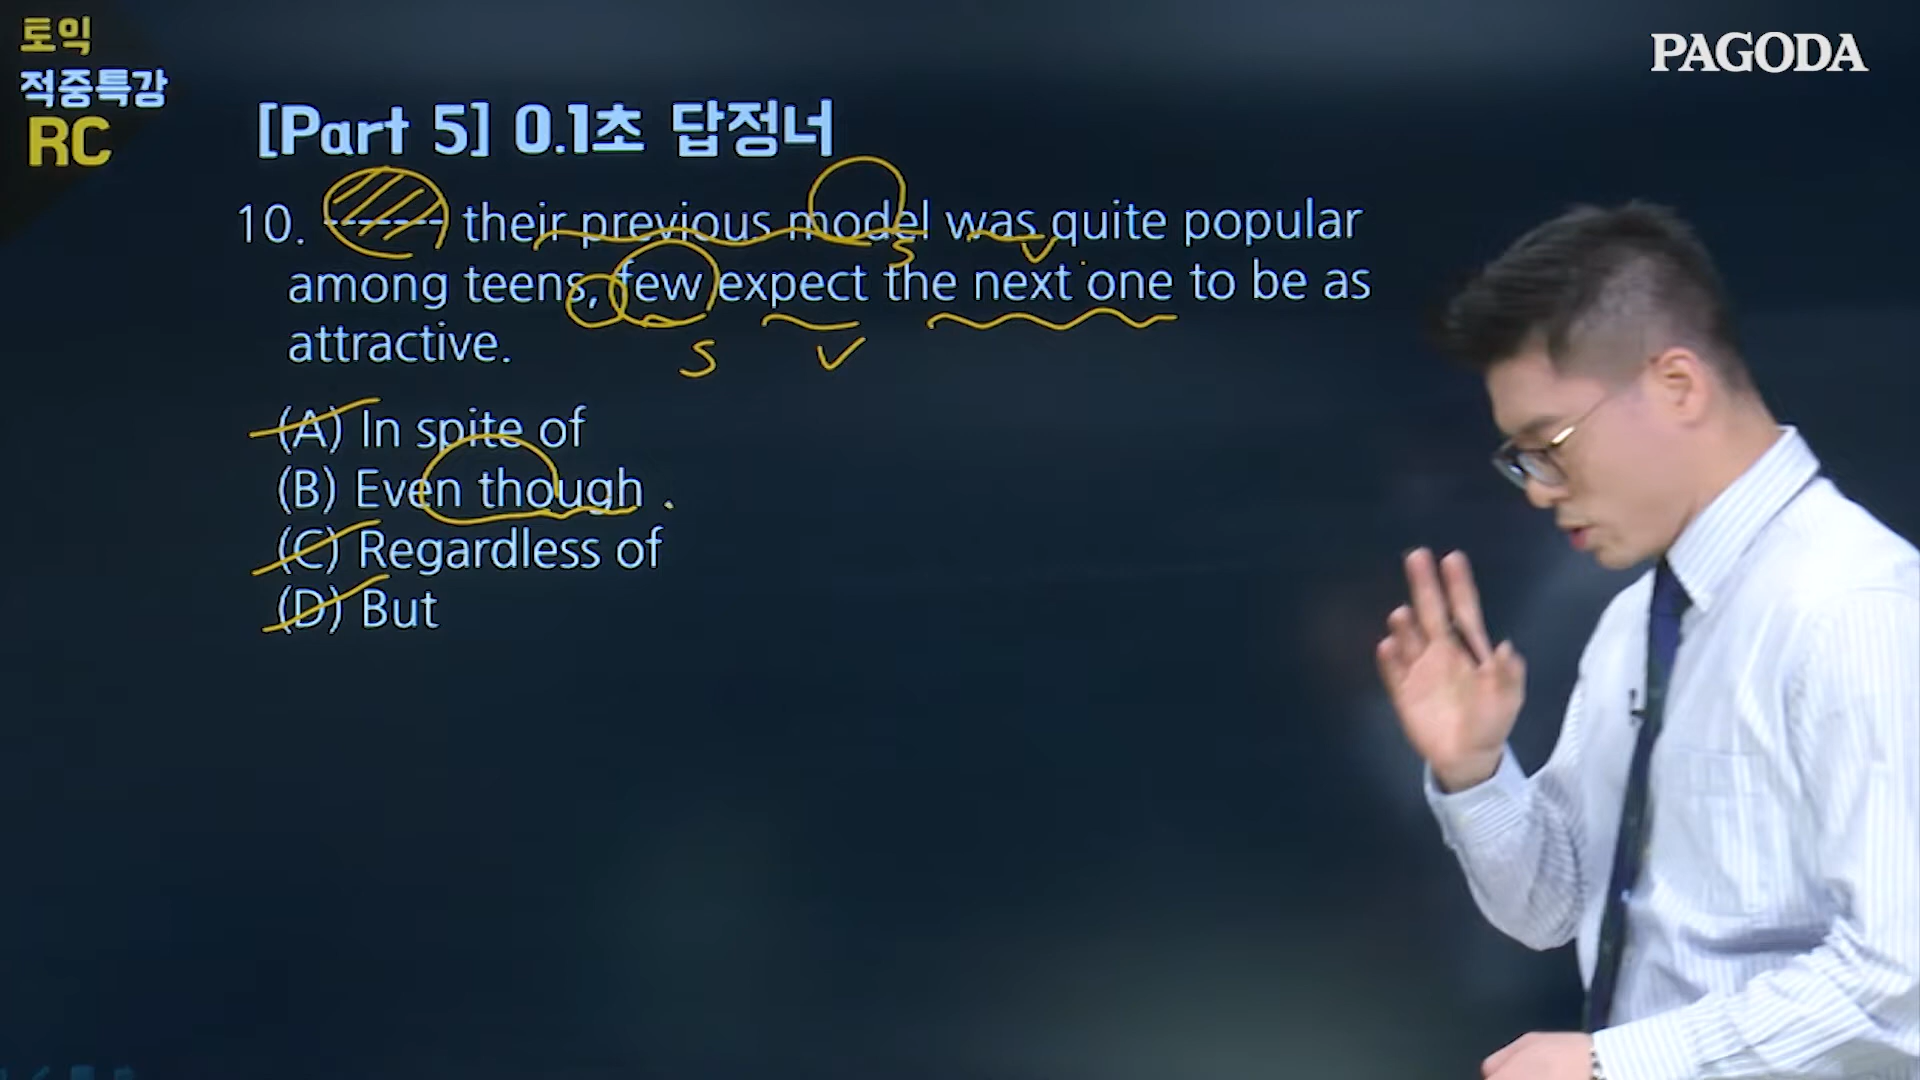 토익
적중특강
RC
PAGODA
[Part 5] 0.1초 답정너
10. ------- their previous model was quite popular
among teens, few expect the next one to be as
attractive.
S V
S V
(A) In spite of
(B) Even though
(C) Regardless of
(D) But